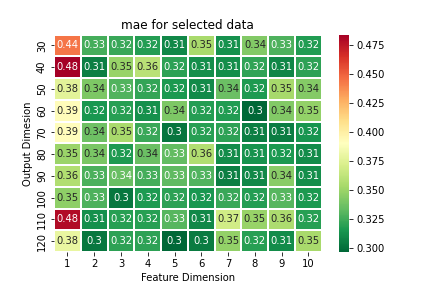 mae for selected data
30 0.44 0.33 0.32 0.32 0.31 0.35 0.31 0.34 0.33 0.32
40 0.48 0.31 0.35 0.36 0.32 0.31 0.31 0.32 0.31 0.32
50 0.38 0.34 0.33 0.32 0.32 0.31 0.34 0.32 0.35 0.34
60 0.39 0.32 0.32 0.31 0.34 0.32 0.32 0.3 0.34 0.35
70 0.39 0.34 0.35 0.32 0.3 0.32 0.32 0.31 0.31 0.32
80 0.35 0.34 0.32 0.34 0.33 0.36 0.31 0.31 0.32 0.31
90 0.36 0.33 0.34 0.33 0.33 0.33 0.31 0.31 0.34 0.31
100 0.35 0.33 0.3 0.32 0.32 0.32 0.32 0.32 0.32 0.32
110 0.48 0.31 0.32 0.32 0.33 0.31 0.37 0.35 0.36 0.32
120 0.38 0.3 0.32 0.32 0.3 0.3 0.35 0.32 0.31 0.35
1 2 3 4 5 6 7 8 9 10
Feature Dimension
Output Dimesion
0.475
0.450
0.425
0.400
0.375
0.350
0.325
0.300